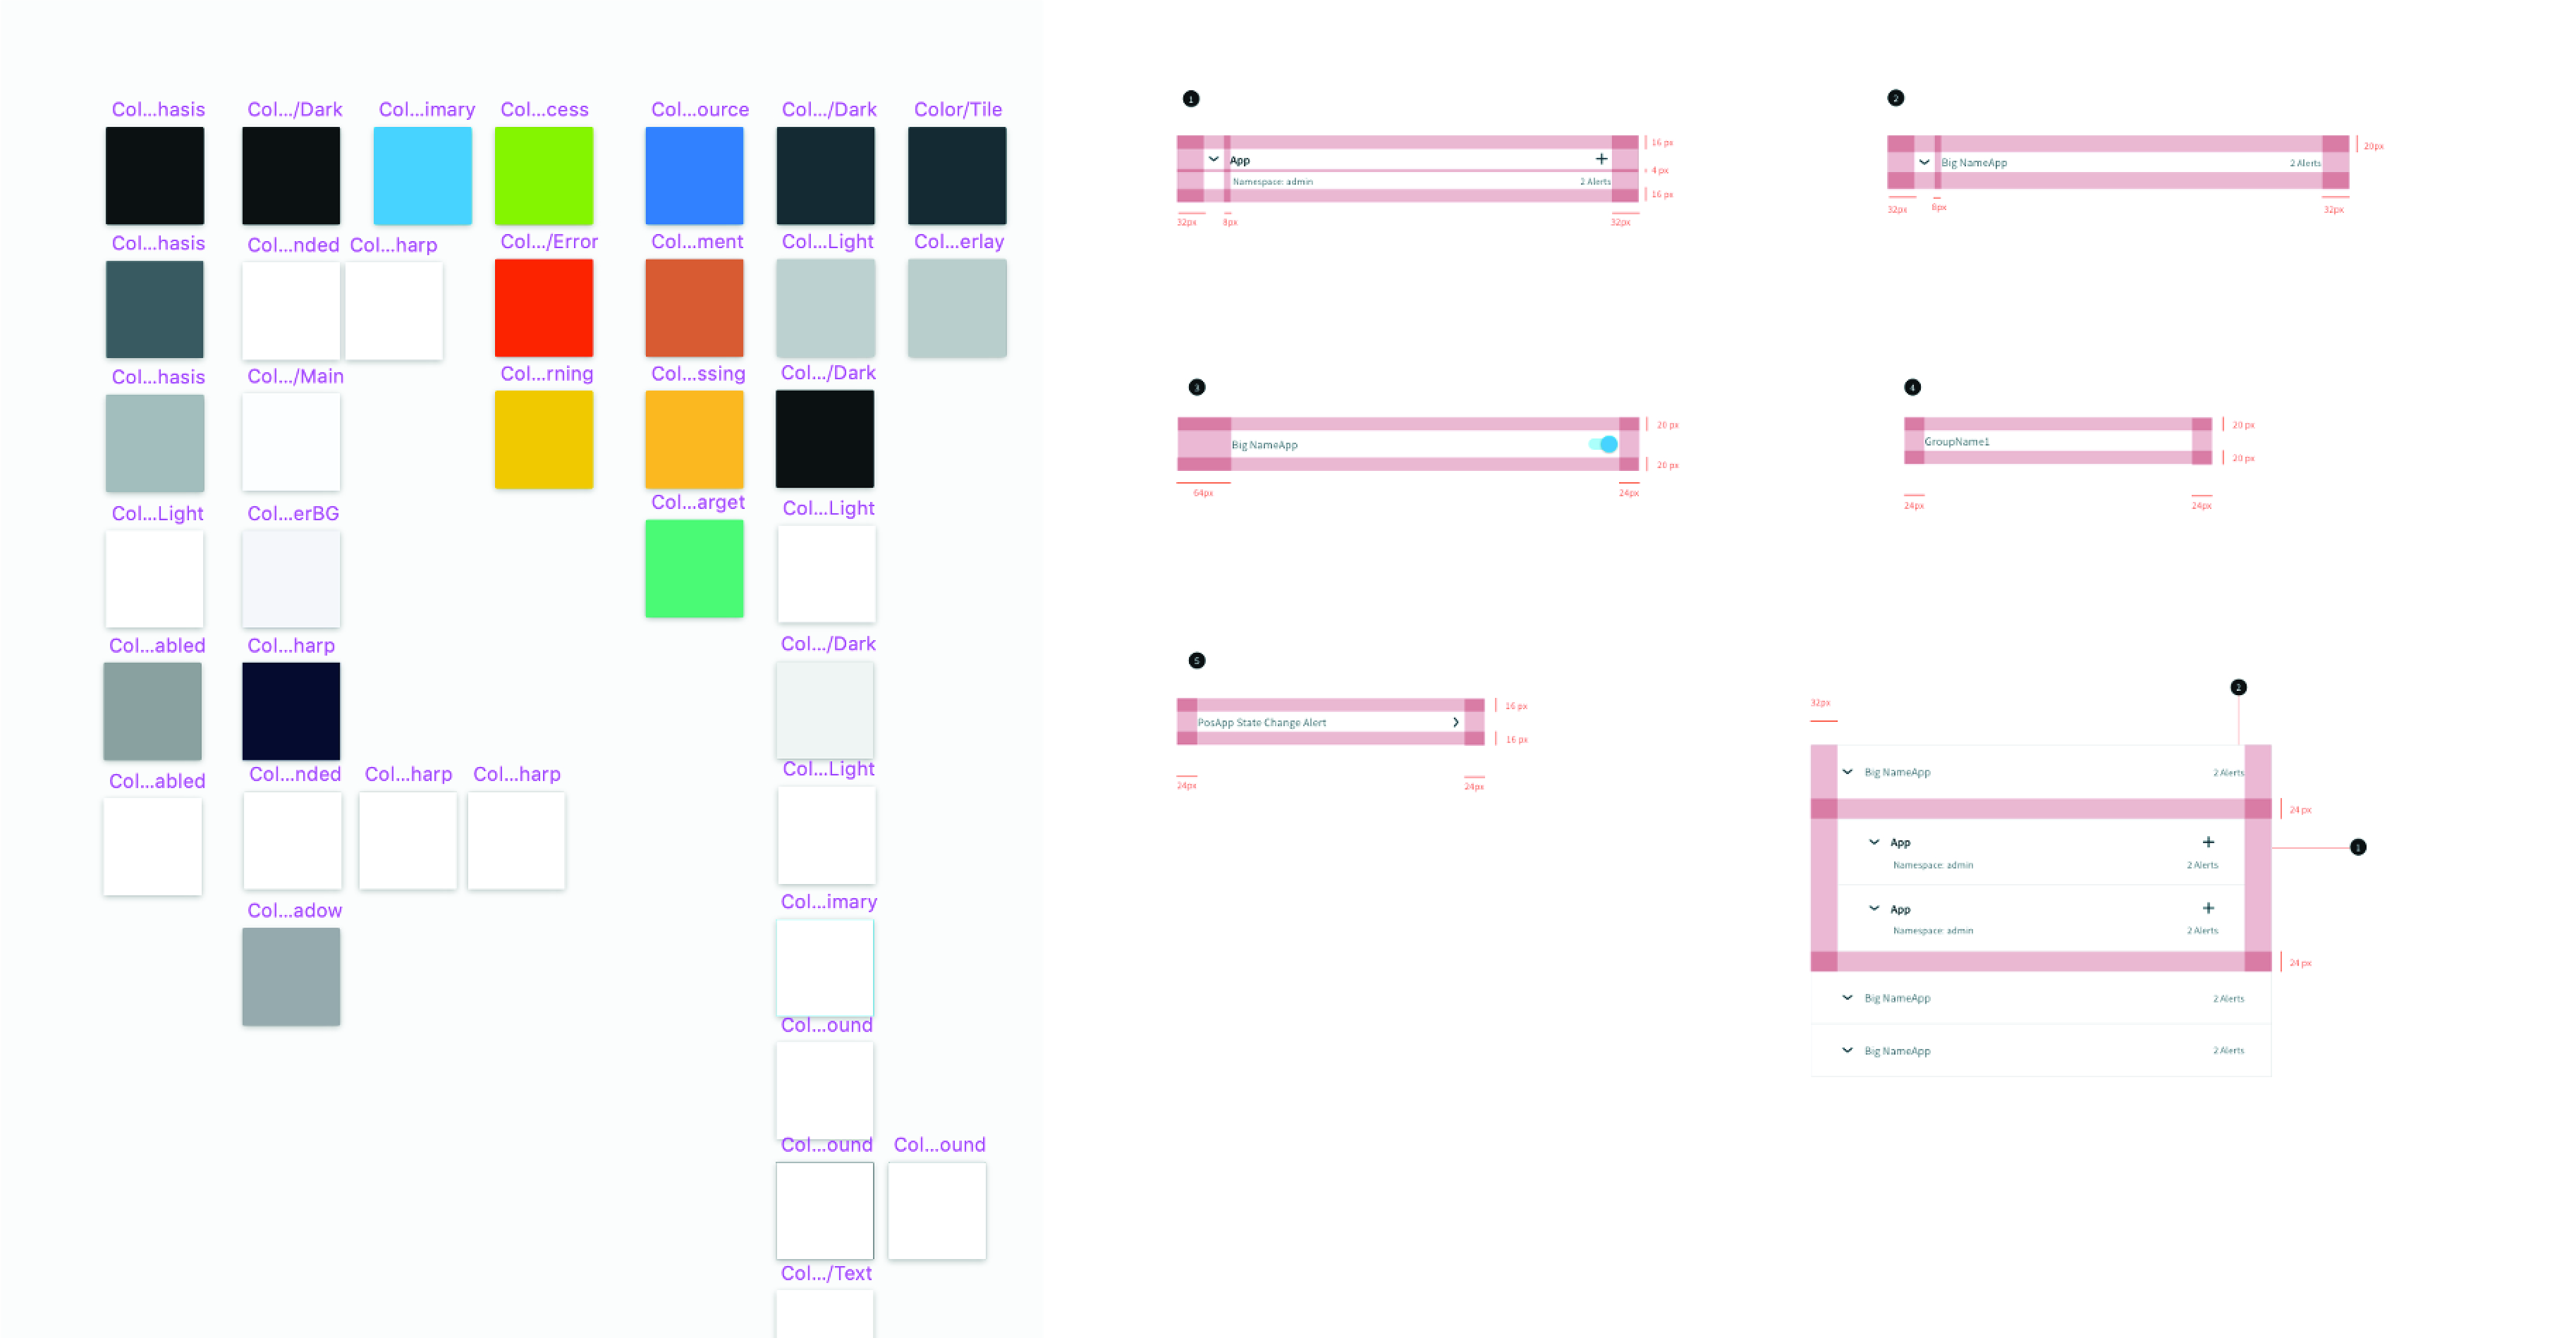 Col...hasis Col.../Dark Col...imary Col...cess Col...ource Col.../Dark Color/Tile
Col...hasis Col...nded Col...harp Col.../Error Col...ment Col...Light Col...erlay
Col...hasis Col.../Main Col...rning Col...ssing Col.../Dark
Col...arget
Col...Light Col...erBG Col...Light
Col...abled Col...harp Col.../Dark
Col...abled Col...nded Col...harp Col...harp Col...Light
Col...adow Col...imary
Col...ound
Col...ound Col...ound
Col.../Text
1
App
Namespace: admin 2 Alerts
16 px
4 px
16 px
32px 8px 32px
2
Big NameApp 2 Alerts
20px
32px 8px 32px
3
Big NameApp
20 px
20 px
64px 24px
4
GroupName1
20 px
20 px
24px 24px
5
PosApp State Change Alert
16 px
16 px
24px 24px
2
32px
Big NameApp 2 Alerts
24 px
App
1
Namespace: admin 2 Alerts
App
Namespace: admin 2 Alerts
24 px
Big NameApp 2 Alerts
Big NameApp 2 Alerts